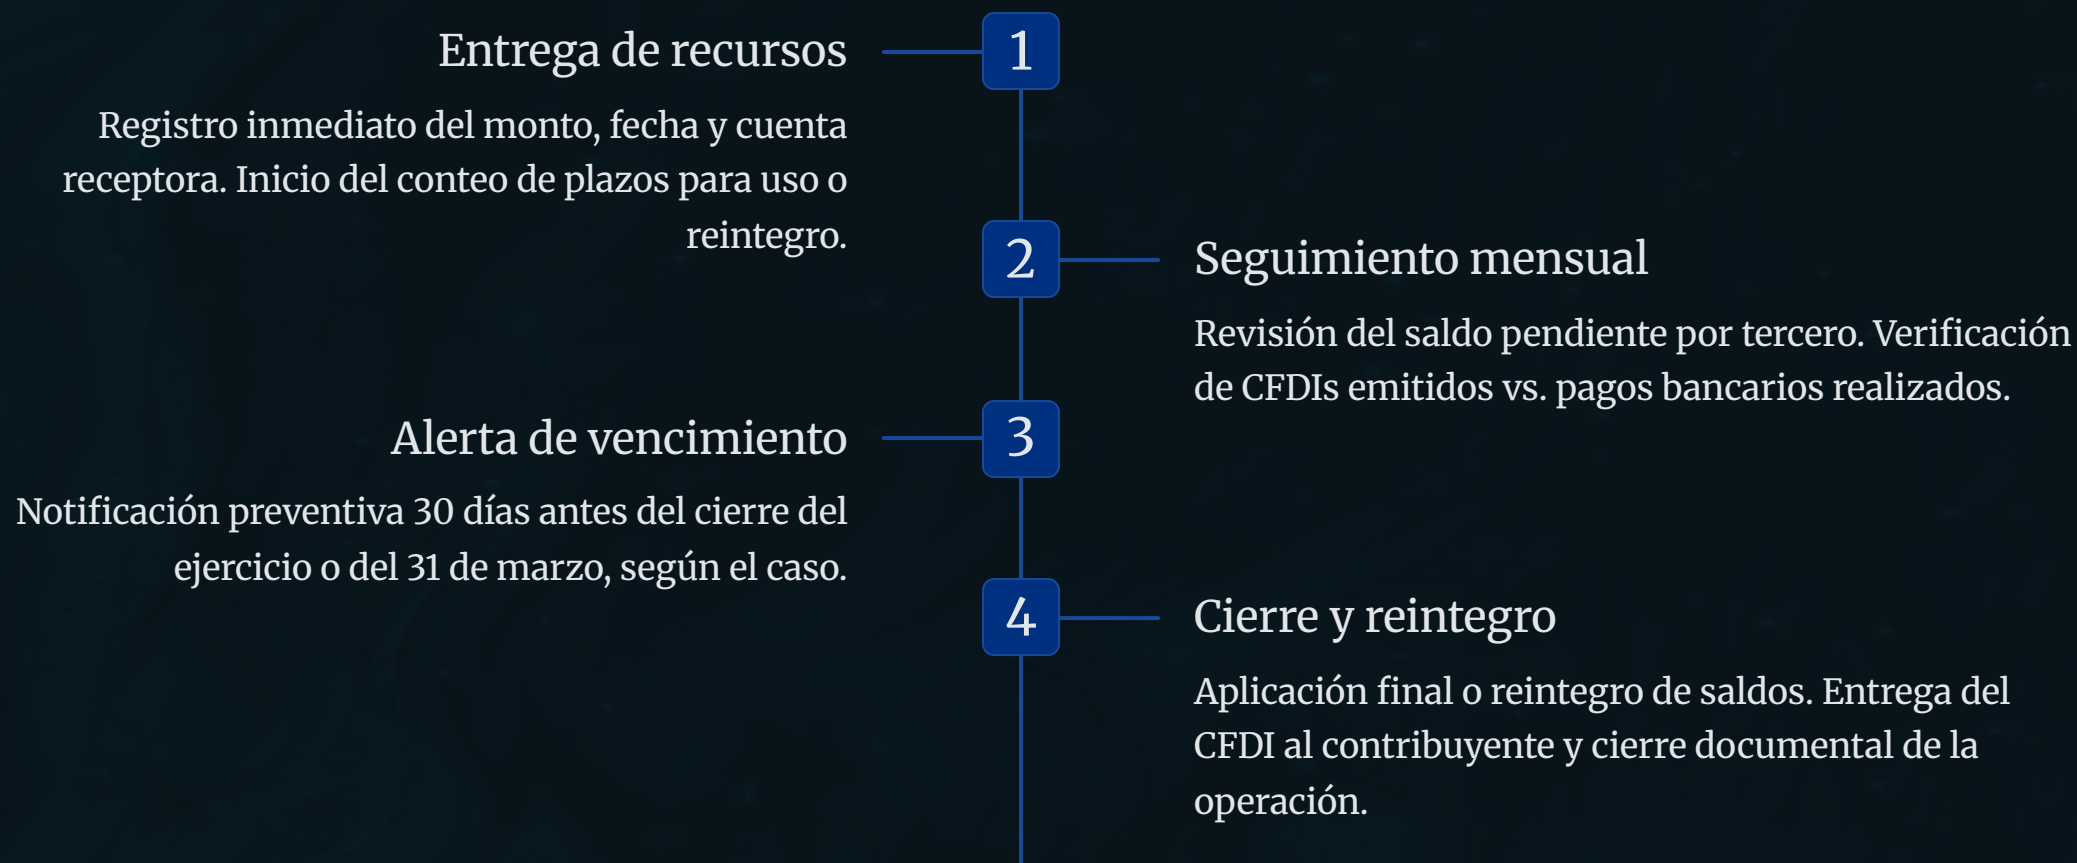 1
Entrega de recursos
Registro inmediato del monto, fecha y cuenta
receptora. Inicio del conteo de plazos para uso o
reintegro.
2
Seguimiento mensual
Revisión del saldo pendiente por tercero. Verificación
de CFDIs emitidos vs. pagos bancarios realizados.
3
Alerta de vencimiento
Notificación preventiva 30 días antes del cierre del
ejercicio o del 31 de marzo, según el caso.
4
Cierre y reintegro
Aplicación final o reintegro de saldos. Entrega del
CFDI al contribuyente y cierre documental de la
operación.